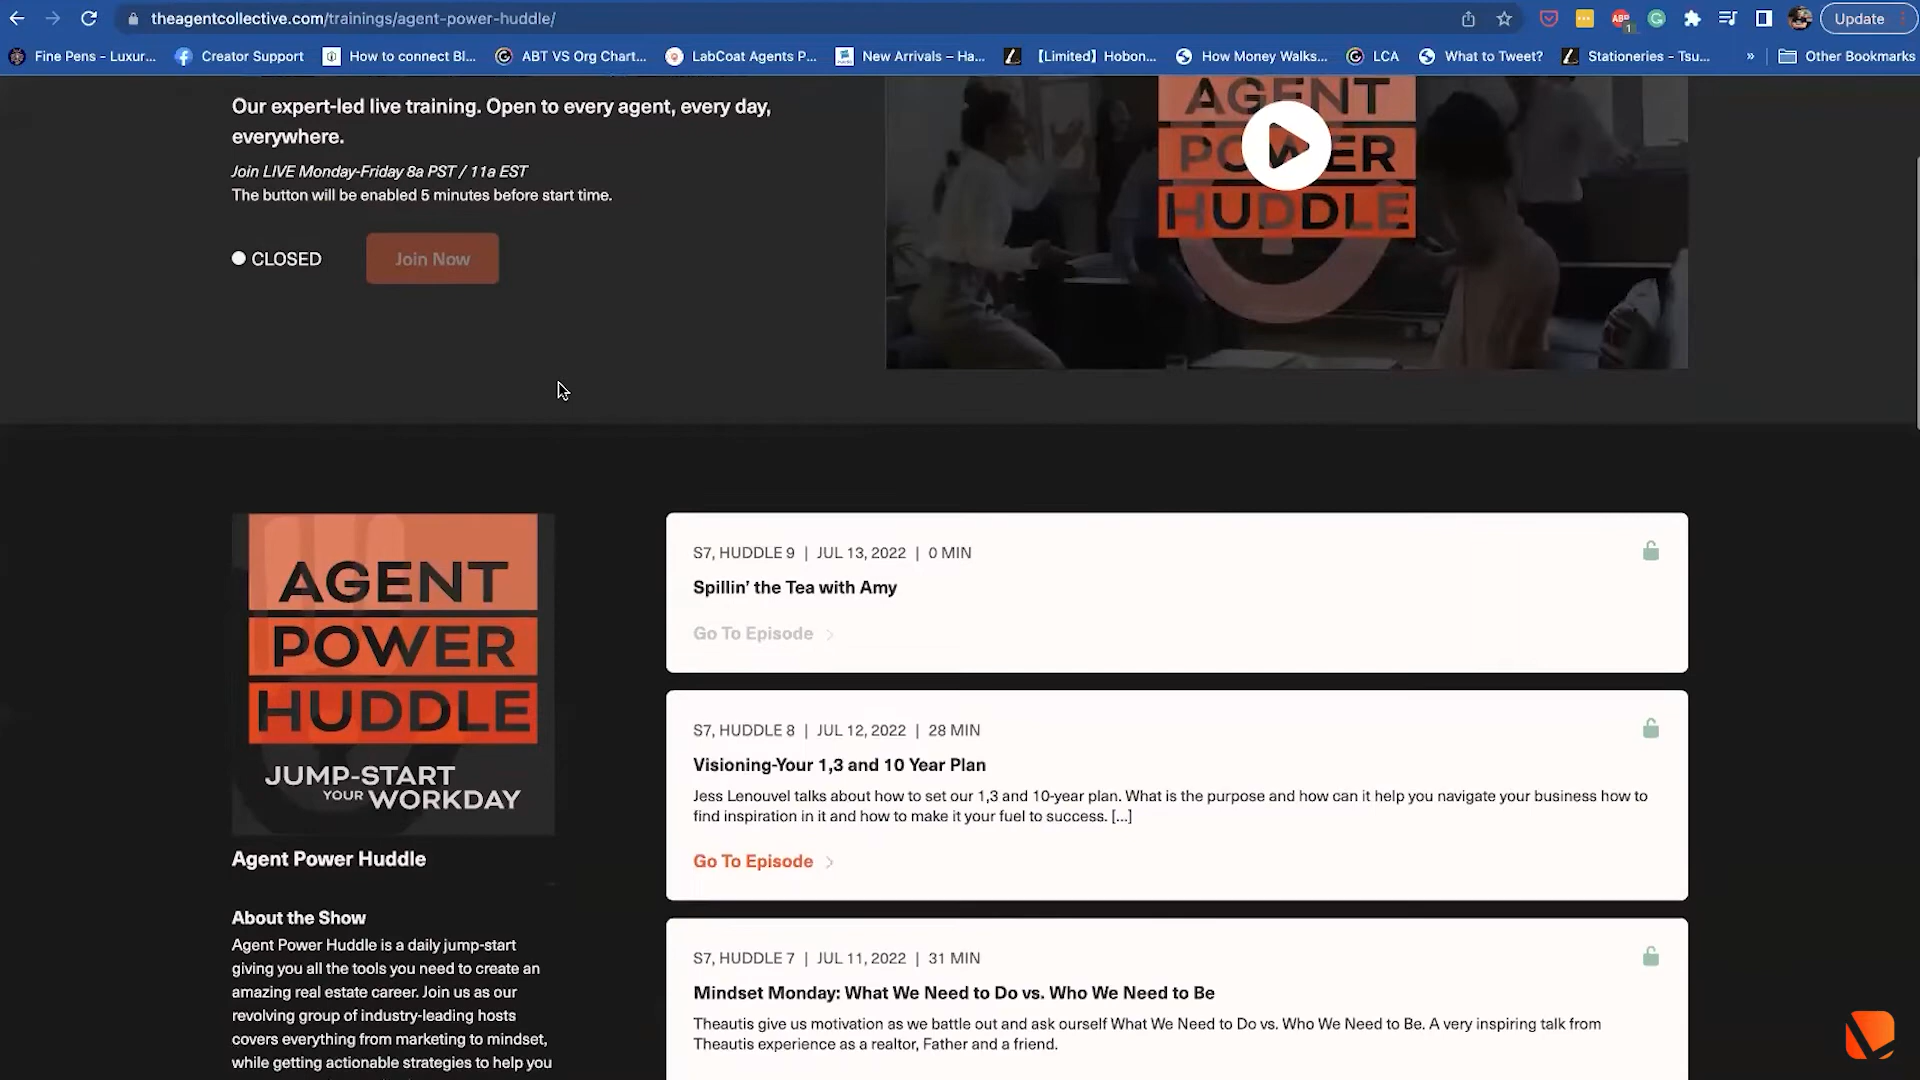 theagentcollective.com/trainings/agent-power-huddle/
Update
Fine Pens - Luxur...
Creator Support
How to connect Bl...
ABT VS Org Chart...
LabCoat Agents P...
New Arrivals – Ha...
【Limited】Hobon...
How Money Walks...
LCA
What to Tweet?
Stationeries - Tsu...
»
Other Bookmarks
ABP
1
Our expert-led live training. Open to every agent, every day,
everywhere.
Join LIVE Monday-Friday 8a PST / 11a EST
The button will be enabled 5 minutes before start time.
CLOSED
Join Now
AGENT
POWER
HUDDLE
AGENT
POWER
HUDDLE
JUMP-START
YOUR WORKDAY
Agent Power Huddle
About the Show
Agent Power Huddle is a daily jump-start
giving you all the tools you need to create an
amazing real estate career. Join us as our
revolving group of industry-leading hosts
covers everything from marketing to mindset,
while getting actionable strategies to help you
S7, HUDDLE 9 | JUL 13, 2022 | 0 MIN
Spillin' the Tea with Amy
Go To Episode
S7, HUDDLE 8 | JUL 12, 2022 | 28 MIN
Visioning-Your 1,3 and 10 Year Plan
Jess Lenouvel talks about how to set our 1,3 and 10-year plan. What is the purpose and how can it help you navigate your business how to
find inspiration in it and how to make it your fuel to success. [...]
Go To Episode
S7, HUDDLE 7 | JUL 11, 2022 | 31 MIN
Mindset Monday: What We Need to Do vs. Who We Need to Be
Theautis give us motivation as we battle out and ask ourself What We Need to Do vs. Who We Need to Be. A very inspiring talk from
Theautis experience as a realtor, Father and a friend.